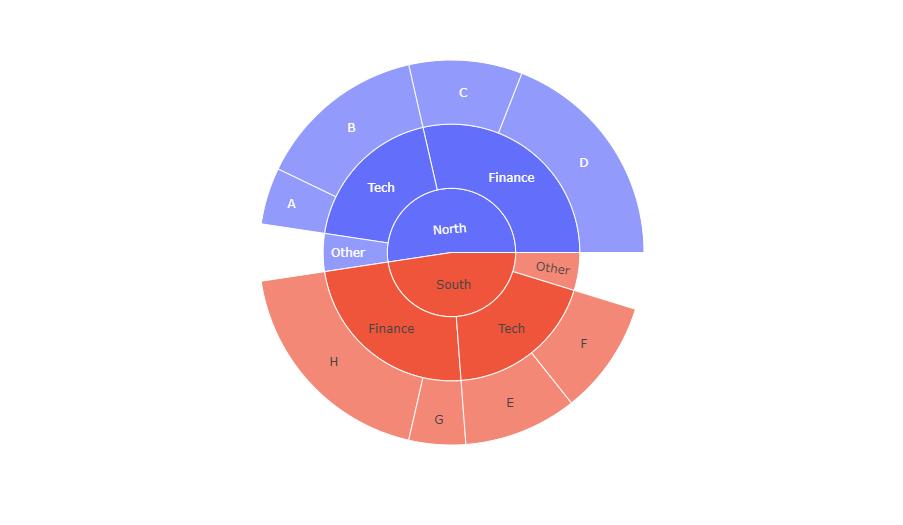 C
B
D
Finance
Tech
A
North
Other
Other
South
Finance
Tech
F
H
E
G